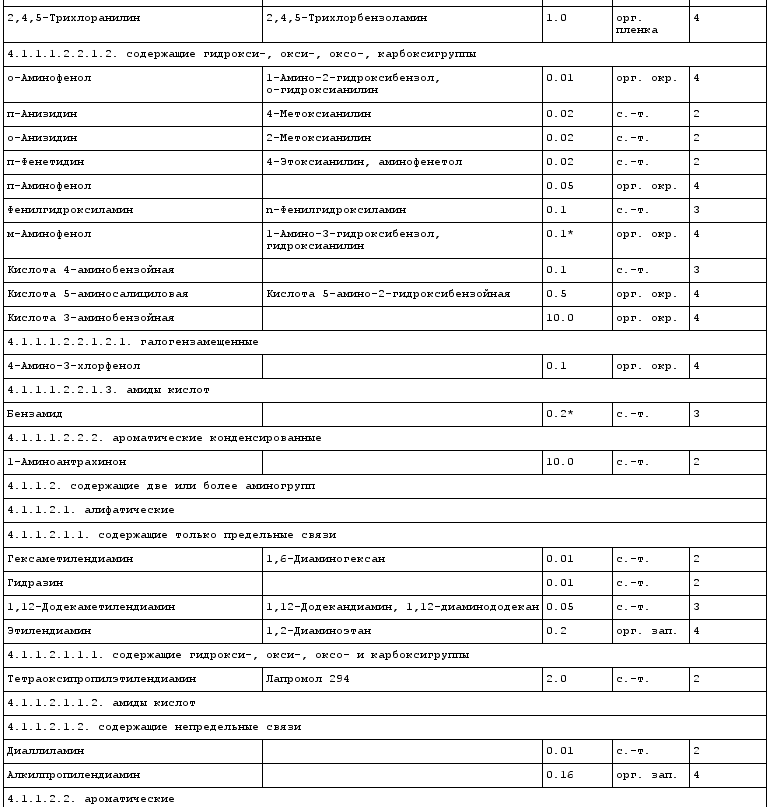 2,4,5-Трихлоранилин 2,4,5-Трихлорбензоламин 1.0 орг. 4
пленка
4.1.1.1.2.2.1.2. содержащие гидрокси-, окси-, оксо-, карбоксигруппы
о-Аминофенол 1-Амино-2-гидроксибензол, 0.01 орг. окр. 4
о-гидроксианилин
п-Анизидин 4-Метоксианилин 0.02 с.-т. 2
о-Анизидин 2-Метоксианилин 0.02 с.-т. 2
п-Фенетидин 4-Этоксианилин, аминофенетол 0.02 с.-т. 2
п-Аминофенол 0.05 орг. окр. 4
Фенилгидроксиламин n-Фенилгидроксиламин 0.1 с.-т. 3
м-Аминофенол 1-Амино-3-гидроксибензол, 0.1* орг. окр. 4
гидроксианилин
Кислота 4-аминобензойная 0.1 с.-т. 3
Кислота 5-аминосалициловая Кислота 5-амино-2-гидроксибензойная 0.5 орг. окр. 4
Кислота 3-аминобензойная 10.0 орг. окр. 4
4.1.1.1.2.2.1.2.1. галогензамещенные
4-Амино-3-хлорфенол 0.1 орг. окр. 4
4.1.1.1.2.2.1.3. амиды кислот
Бензамид 0.2* с.-т. 3
4.1.1.1.2.2.2. ароматические конденсированные
1-Аминоантрахинон 10.0 с.-т. 2
4.1.1.2. содержащие две или более аминогрупп
4.1.1.2.1. алифатические
4.1.1.2.1.1. содержащие только предельные связи
Гексаметилендиамин 1,6-Диаминогексан 0.01 с.-т. 2
Гидразин 0.01 с.-т. 2
1,12-Додекаметилендиамин 1,12-Додекандиамин, 1,12-диаминододекан 0.05 с.-т. 3
Этилендиамин 1,2-Диаминоэтан 0.2 орг. зап. 4
4.1.1.2.1.1.1. содержащие гидрокси-, окси-, оксо- и карбоксигруппы
Тетраоксипропилэтилендиамин Лапромол 294 2.0 с.-т. 2
4.1.1.2.1.1.2. амиды кислот
4.1.1.2.1.2. содержащие непредельные связи
Диаллиламин 0.01 с.-т. 2
Алкилпропилендиамин 0.16 орг. зап. 4
4.1.1.2.2. ароматические